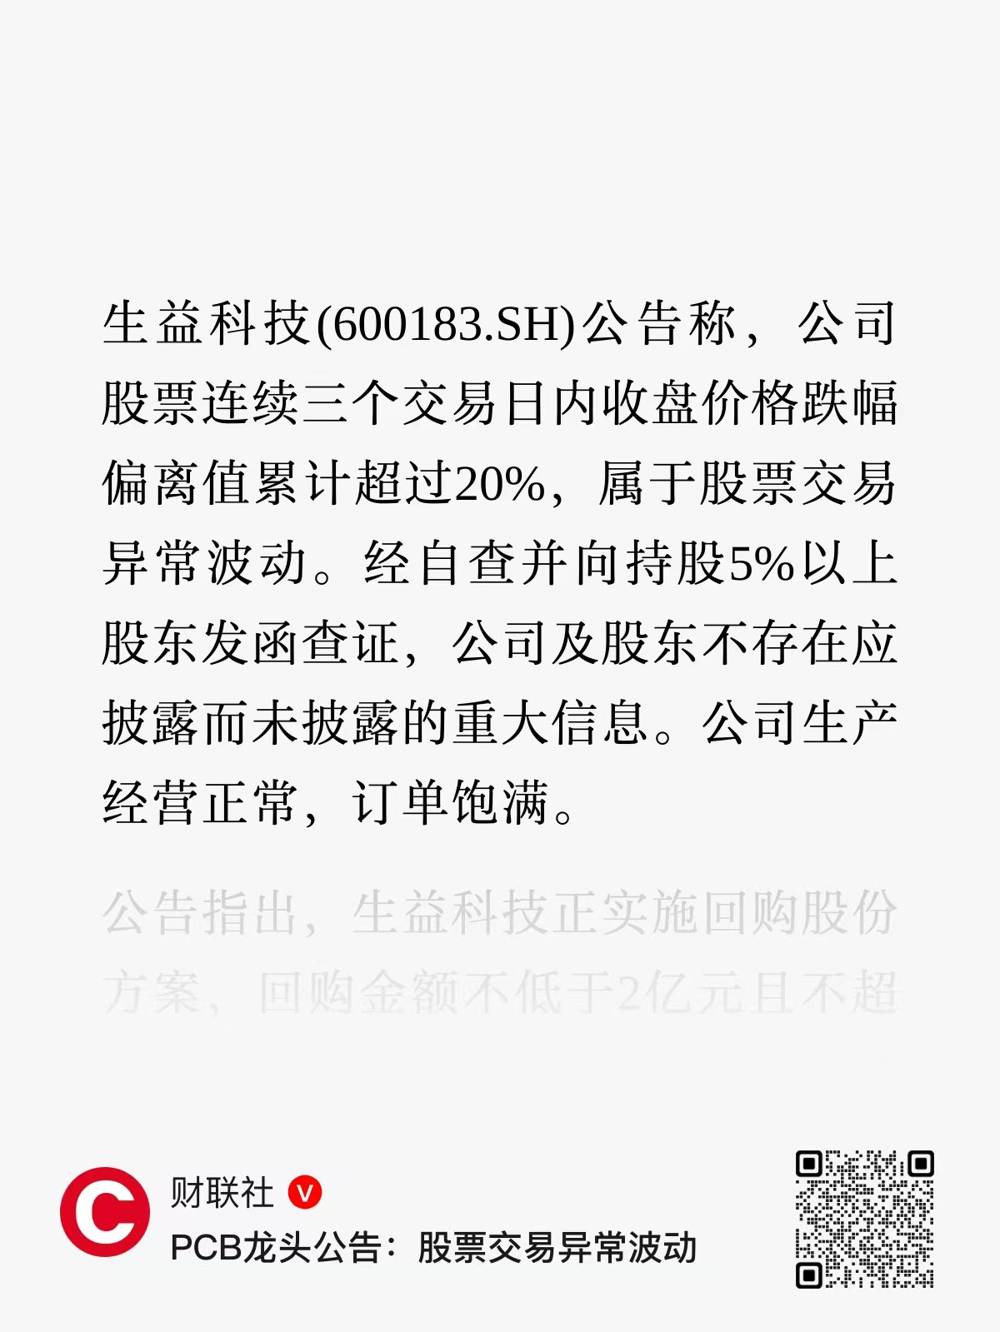 生益科技(600183.SH)公告称，公司
股票连续三个交易日内收盘价格跌幅
偏离值累计超过20%，属于股票交易
异常波动。经自查并向持股5%以上
股东发函查证，公司及股东不存在应
披露而未披露的重大信息。公司生产
经营正常，订单饱满。
公告指出，生益科技正实施回购股份
方案，回购金额不低于2亿元且不超
财联社
PCB龙头公告：股票交易异常波动